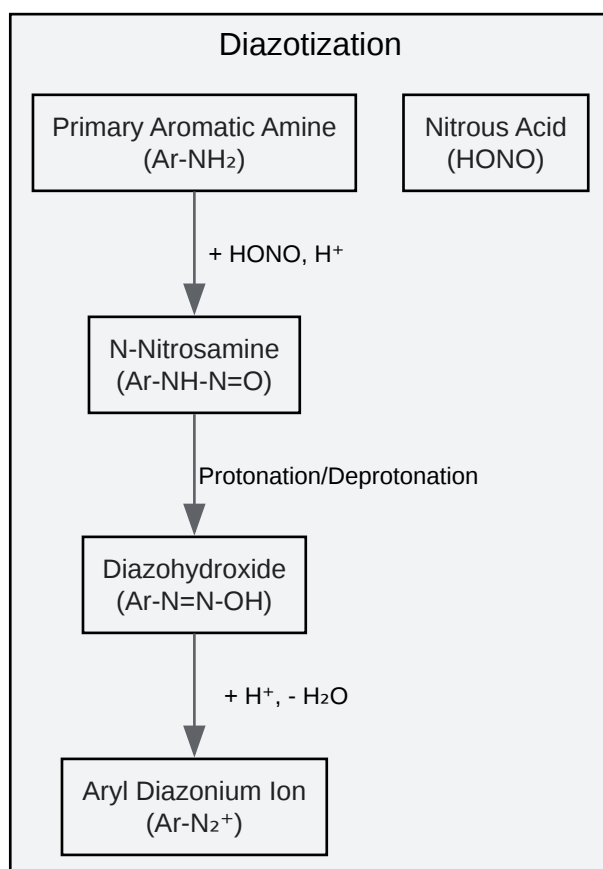 Diazotization
Primary Aromatic Amine
(Ar-NH₂)
Nitrous Acid
(HONO)
+ HONO, H⁺
N-Nitrosamine
(Ar-NH-N=O)
Protonation/Deprotonation
Diazohydroxide
(Ar-N=N-OH)
+ H⁺, - H₂O
Aryl Diazonium Ion
(Ar-N₂⁺)